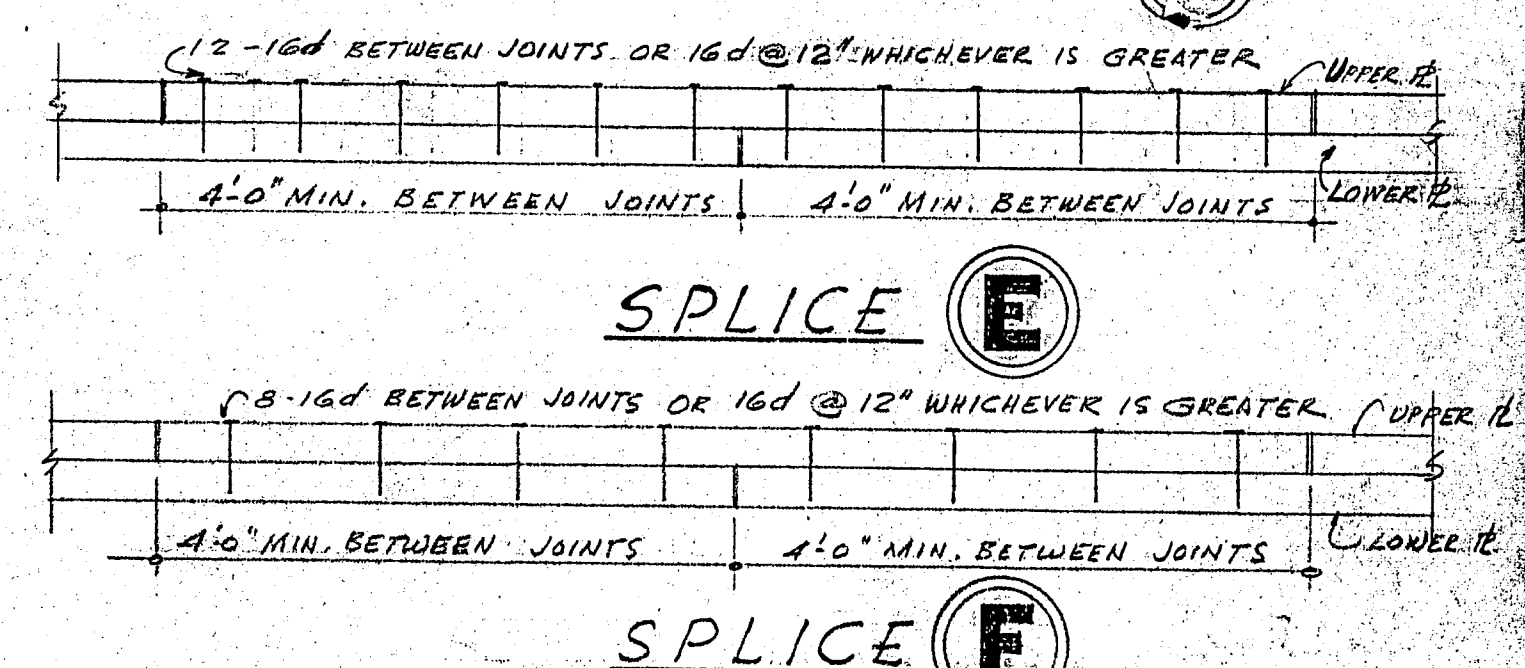 12-16d BETWEEN JOINTS OR 16d @ 12" WHICHEVER IS GREATER
UPPER PL
4'-0" MIN. BETWEEN JOINTS
4'-0" MIN. BETWEEN JOINTS
LOWER PL
SPLICE E
8-16d BETWEEN JOINTS OR 16d @ 12" WHICHEVER IS GREATER
UPPER PL
4'-0" MIN. BETWEEN JOINTS
4'-0" MIN. BETWEEN JOINTS
LOWER PL
SPLICE F